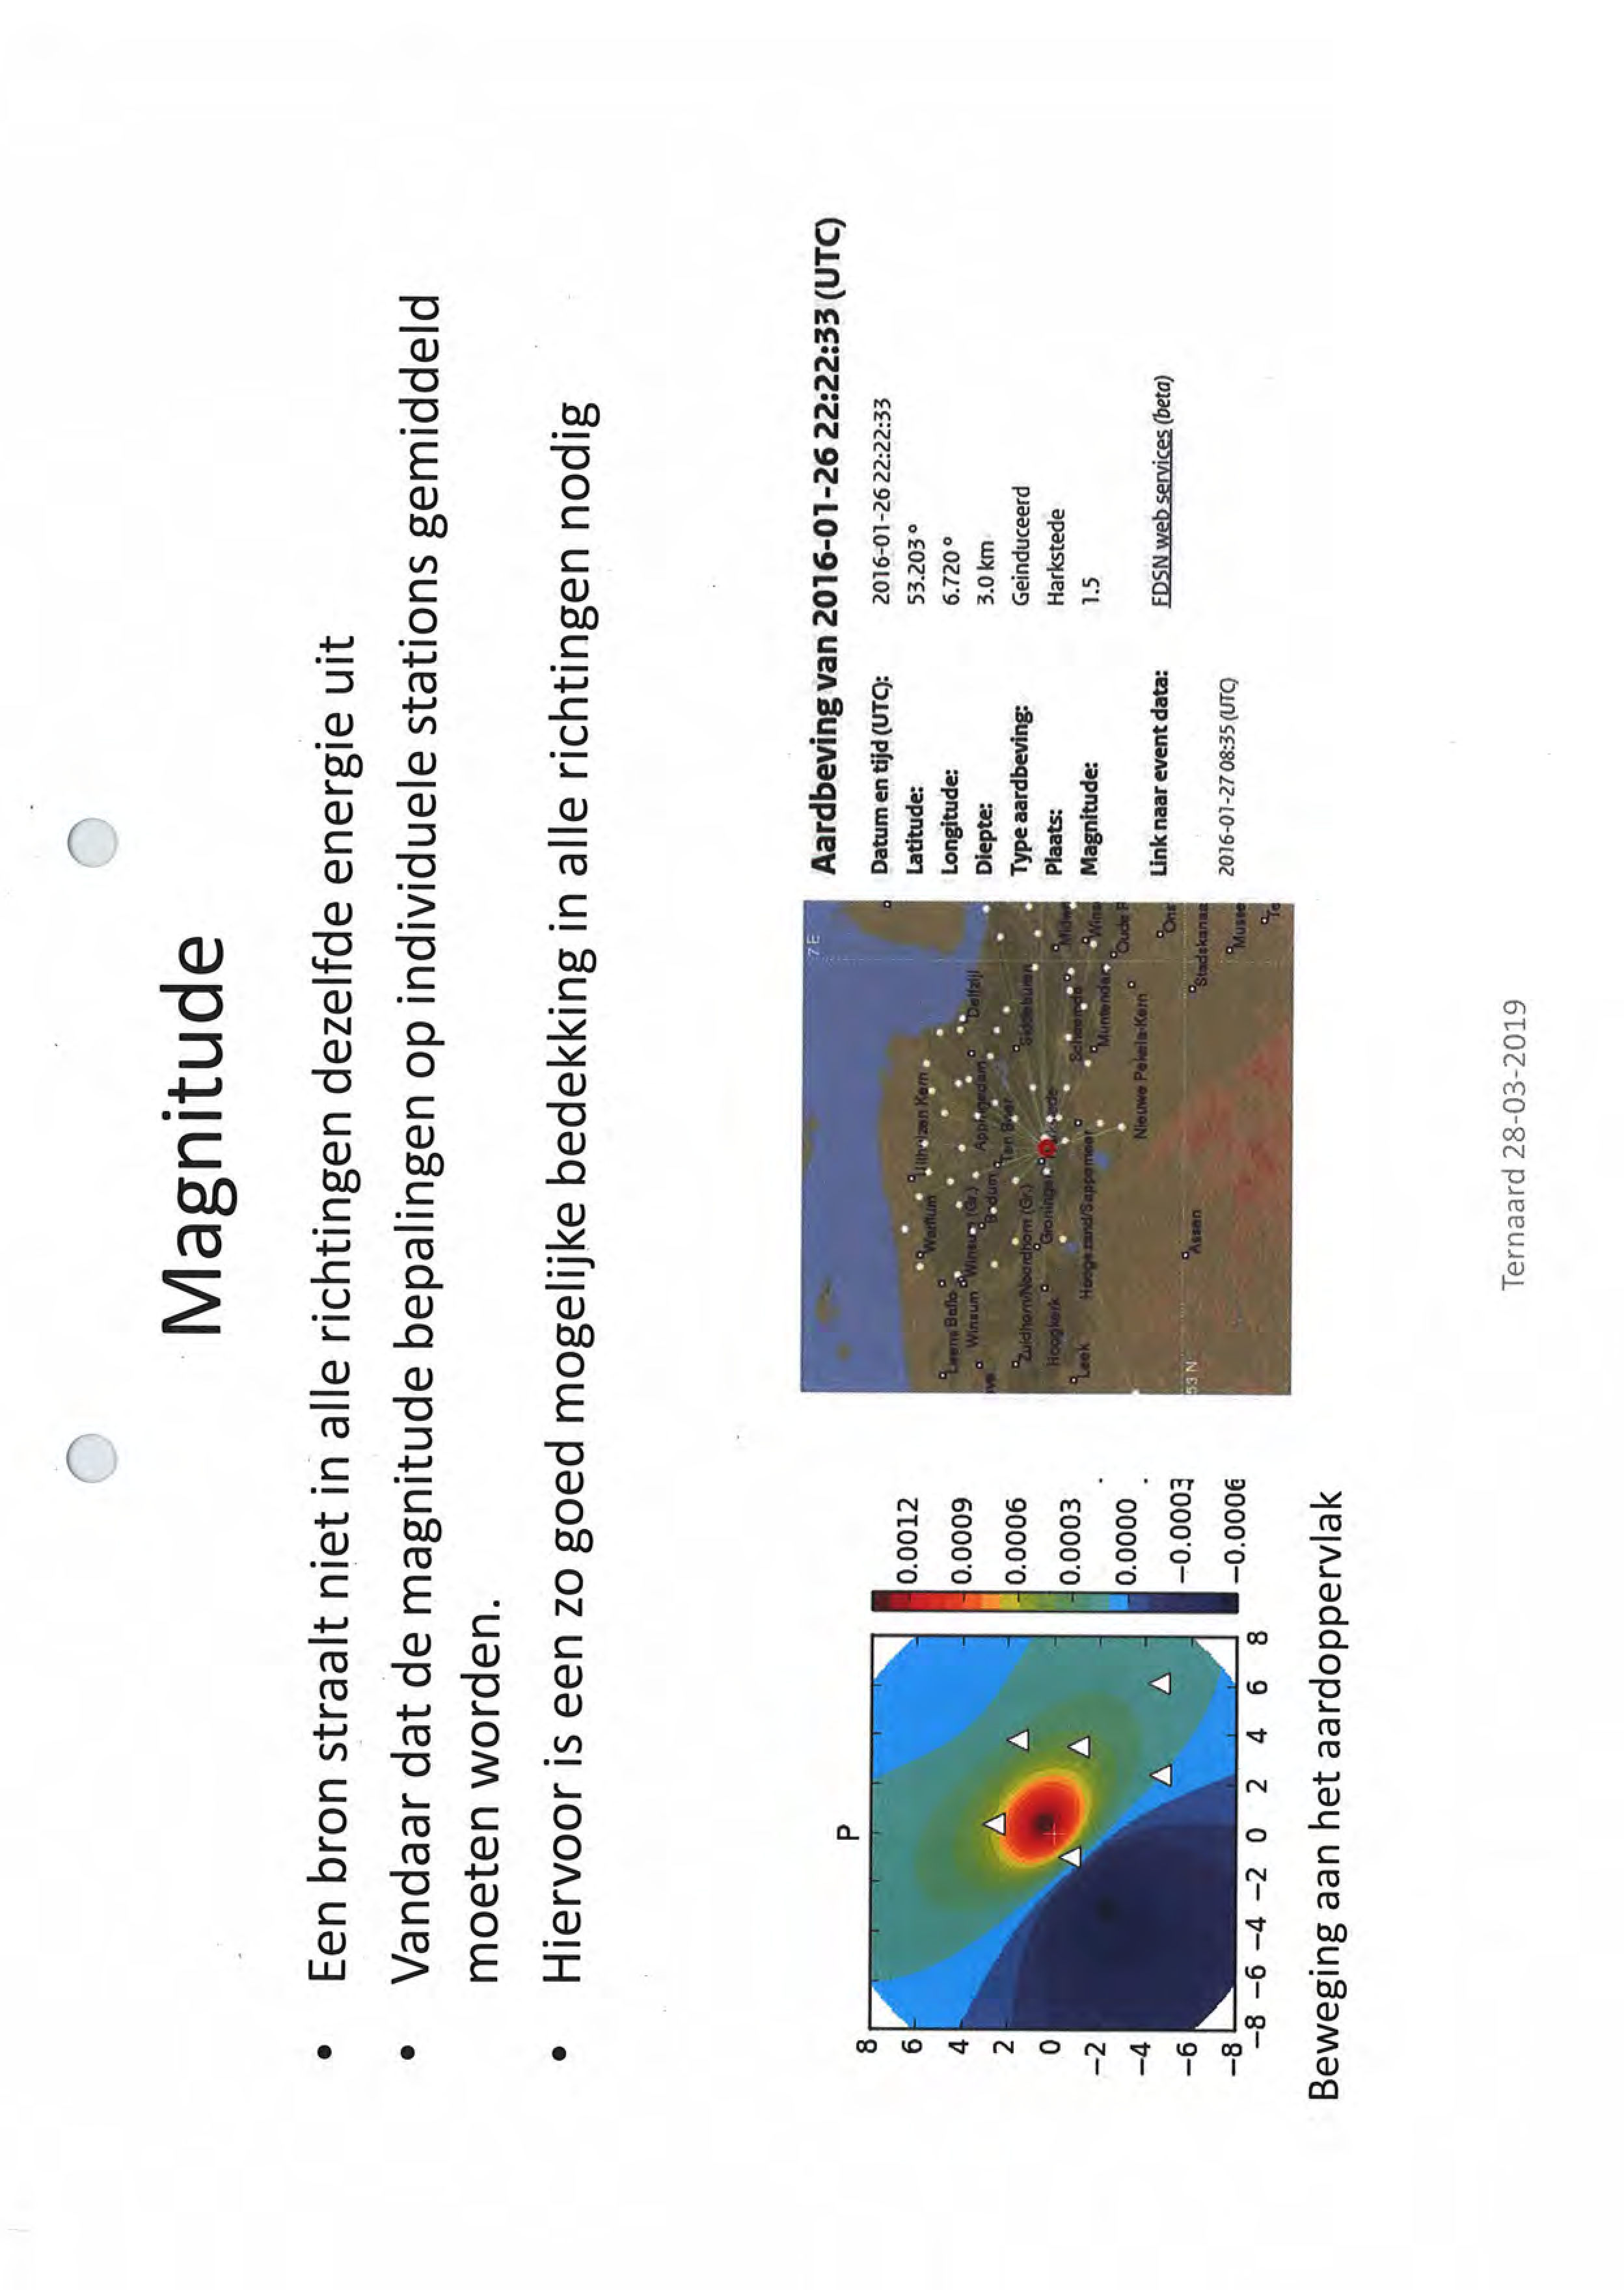 Magnitude
• Een bron straalt niet in alle richtingen dezelfde energie uit
• Vandaar dat de magnitude bepalingen op individuele stations gemiddeld
moeten worden.
• Hiervoor is een zo goed mogelijke bedekking in alle richtingen nodig
P
8
6
4
2
0
−2
−4
−6
−8
−8 −6 −4 −2 0 2 4 6 8
0.0012
0.0009
0.0006
0.0003
0.0000
−0.0003
−0.0006
Beweging aan het aardoppervlak
7 E
53 N
Uithuizen Kern
Warffum
Leens Baflo
Winsum Winsum (Gr.)
Bedum
Appingedam
Delfzijl
Ten Boer
Siddeburen
Zuidhorn/Noordhorn (Gr.)
Groningen
Hoogkerk
Leek
Hoogezand/Sappemeer
Scheemda
Muntendam
Midw
Wins
Oude P
Nieuwe Pekela-Kern
Ons
Stadskanaa
Musse
Te
Assen
Aardbeving van 2016-01-26 22:22:33 (UTC)
Datum en tijd (UTC): 2016-01-26 22:22:33
Latitude: 53.203 °
Longitude: 6.720 °
Diepte: 3.0 km
Type aardbeving: Geinduceerd
Plaats: Harkstede
Magnitude: 1.5
Link naar event data: FDSN web services (beta)
2016-01-27 08:35 (UTC)
Ternaard 28-03-2019